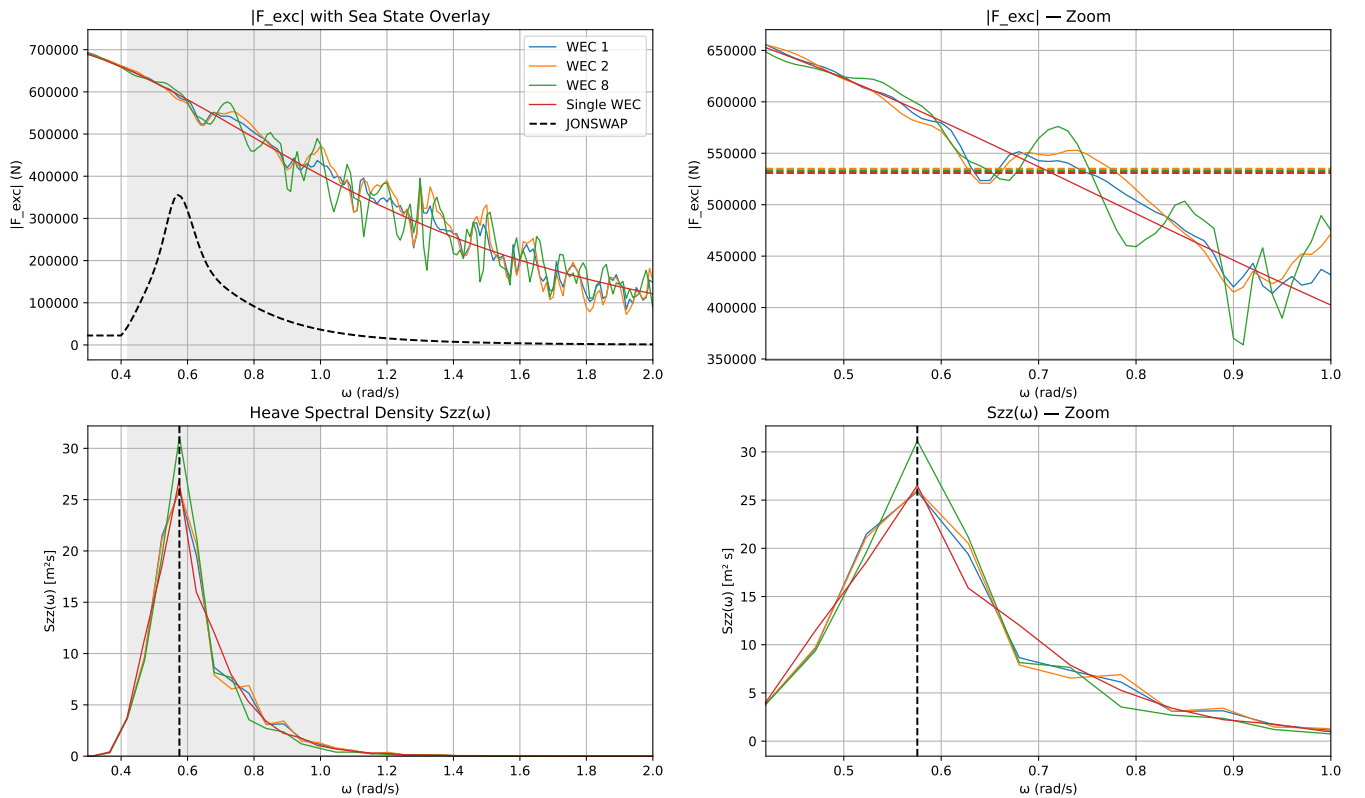 |F_exc| with Sea State Overlay
700000
600000
500000
400000
300000
200000
100000
0
|F_exc| (N)
0.4 0.6 0.8 1.0 1.2 1.4 1.6 1.8 2.0
ω (rad/s)
WEC 1
WEC 2
WEC 8
Single WEC
JONSWAP
|F_exc| — Zoom
650000
600000
550000
500000
450000
400000
350000
|F_exc| (N)
0.5 0.6 0.7 0.8 0.9 1.0
ω (rad/s)
Heave Spectral Density Szz(ω)
30
25
20
15
10
5
0
Szz(ω) [m²s]
0.4 0.6 0.8 1.0 1.2 1.4 1.6 1.8 2.0
ω (rad/s)
Szz(ω) — Zoom
30
25
20
15
10
5
0
Szz(ω) [m² s]
0.5 0.6 0.7 0.8 0.9 1.0
ω (rad/s)